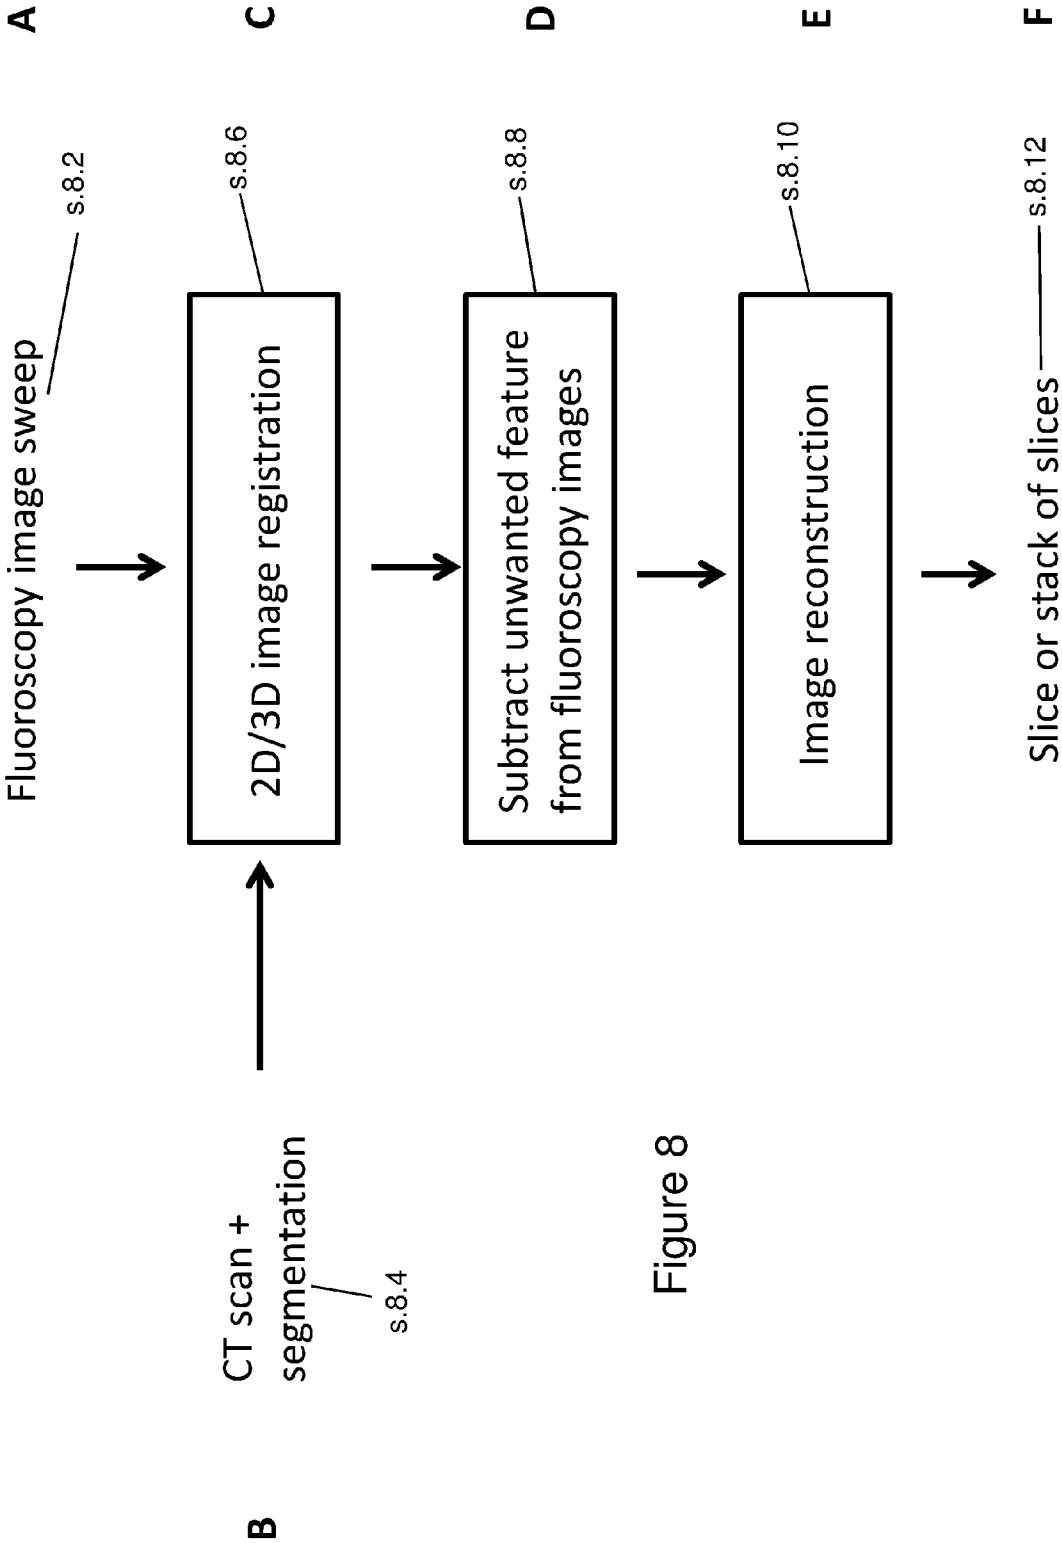 Fluoroscopy image sweep
s.8.2
A
B
CT scan +
segmentation
s.8.4
2D/3D image registration
s.8.6
C
Subtract unwanted feature
from fluoroscopy images
s.8.8
D
Image reconstruction
s.8.10
E
Slice or stack of slices
s.8.12
F
Figure 8